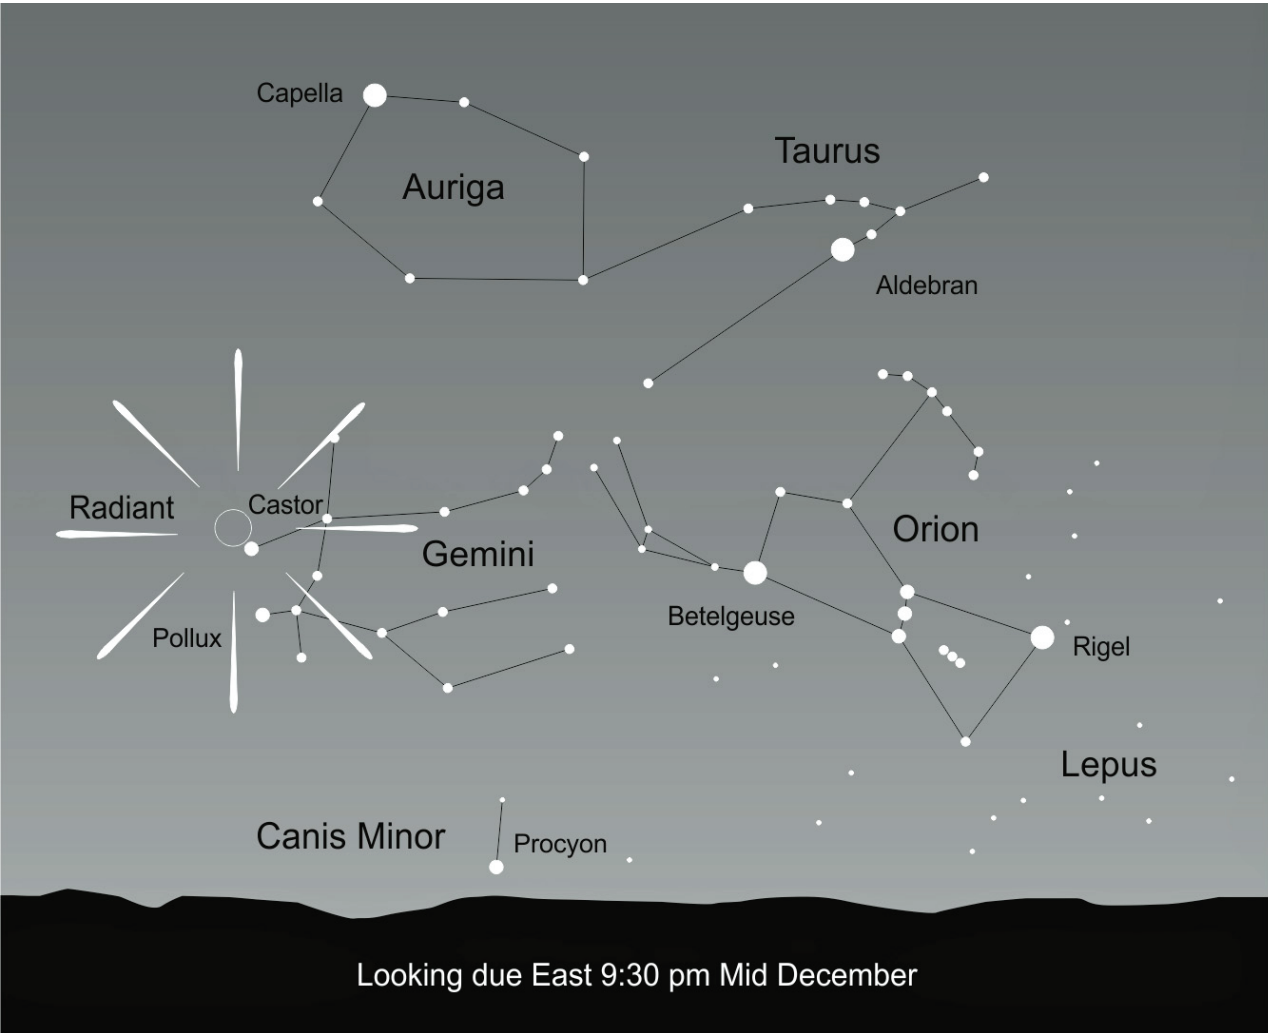 Capella
Auriga
Taurus
Aldebran
Radiant
Castor
Gemini
Orion
Betelgeuse
Pollux
Rigel
Lepus
Canis Minor
Procyon
Looking due East 9:30 pm Mid December